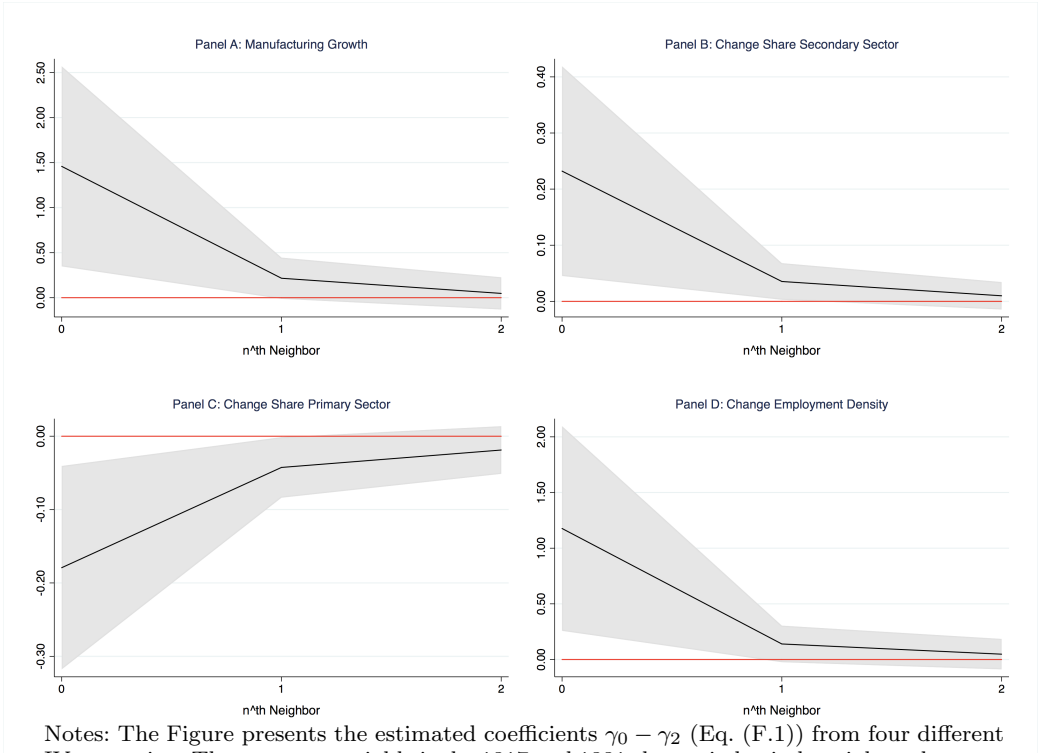 Panel A: Manufacturing Growth
2.50
2.00
1.50
1.00
0.50
0.00
0 1 2
n^th Neighbor
Panel B: Change Share Secondary Sector
0.40
0.30
0.20
0.10
0.00
0 1 2
n^th Neighbor
Panel C: Change Share Primary Sector
0.00
-0.10
-0.20
-0.30
0 1 2
n^th Neighbor
Panel D: Change Employment Density
2.00
1.50
1.00
0.50
0.00
0 1 2
n^th Neighbor
Notes: The Figure presents the estimated coefficients γ₀ − γ₂ (Eq. (F.1)) from four different